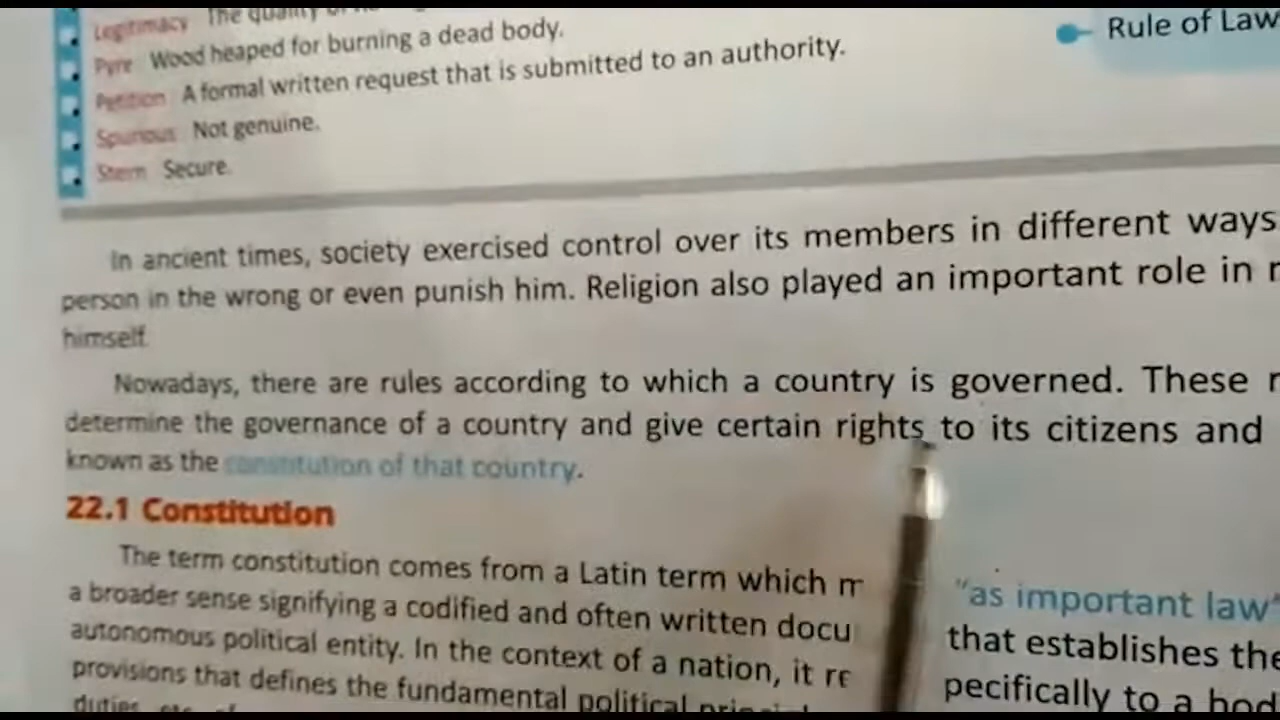 Legitimacy The quality of
Pyre Wood heaped for burning a dead body.
Petition A formal written request that is submitted to an authority.
Spurious Not genuine.
Stern Secure.
Rule of Law
In ancient times, society exercised control over its members in different ways
person in the wrong or even punish him. Religion also played an important role in
himself.
Nowadays, there are rules according to which a country is governed. These
determine the governance of a country and give certain rights to its citizens and
known as the constitution of that country.
22.1 Constitution
The term constitution comes from a Latin term which "as important law"
a broader sense signifying a codified and often written that establishes
autonomous political entity. In the context of a nation, it to a
provisions that defines the fundamental political
duties, etc.